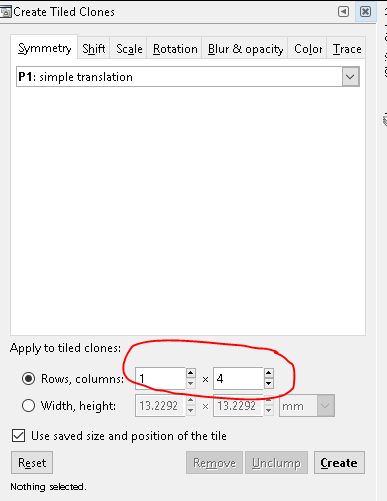 Create Tiled Clones
Symmetry Shift Scale Rotation Blur & opacity Color Trace
P1: simple translation
Apply to tiled clones:
Rows, columns: 1 × 4
Width, height: 13.2292 × 13.2292 mm
Use saved size and position of the tile
Reset Remove Unclump Create
Nothing selected.